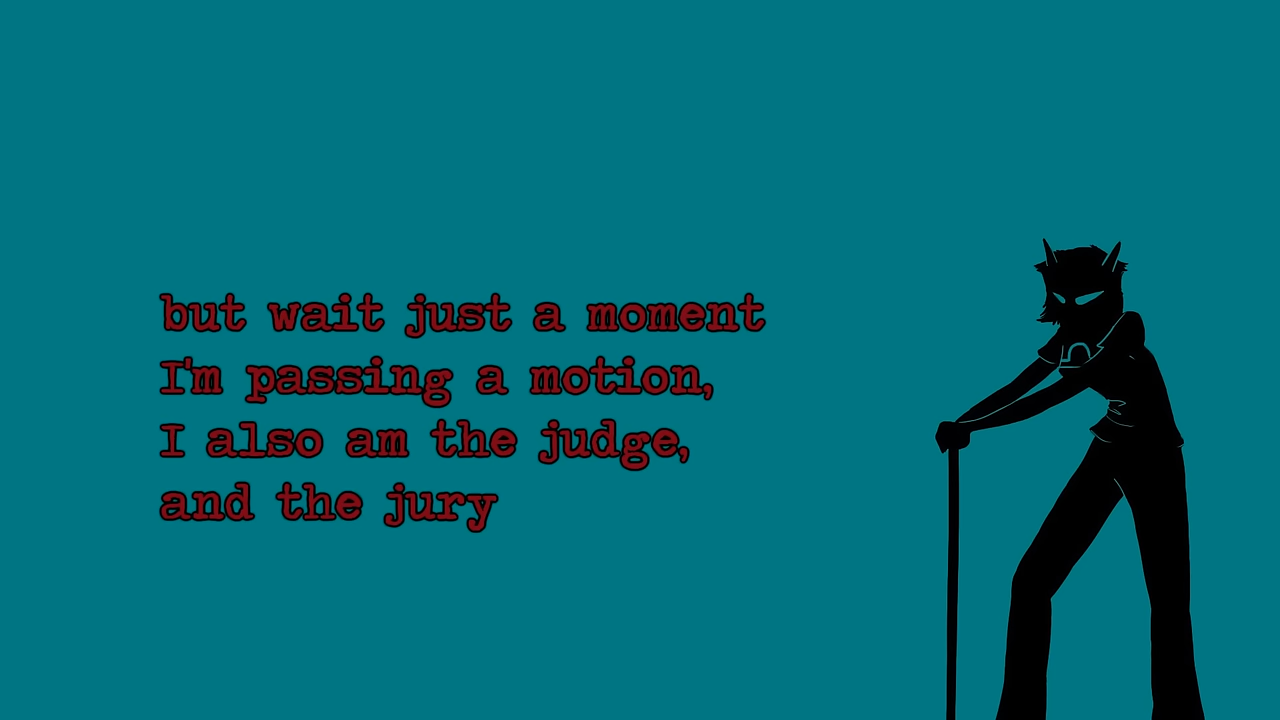 but wait just a moment
I'm passing a motion,
I also am the judge,
and the jury